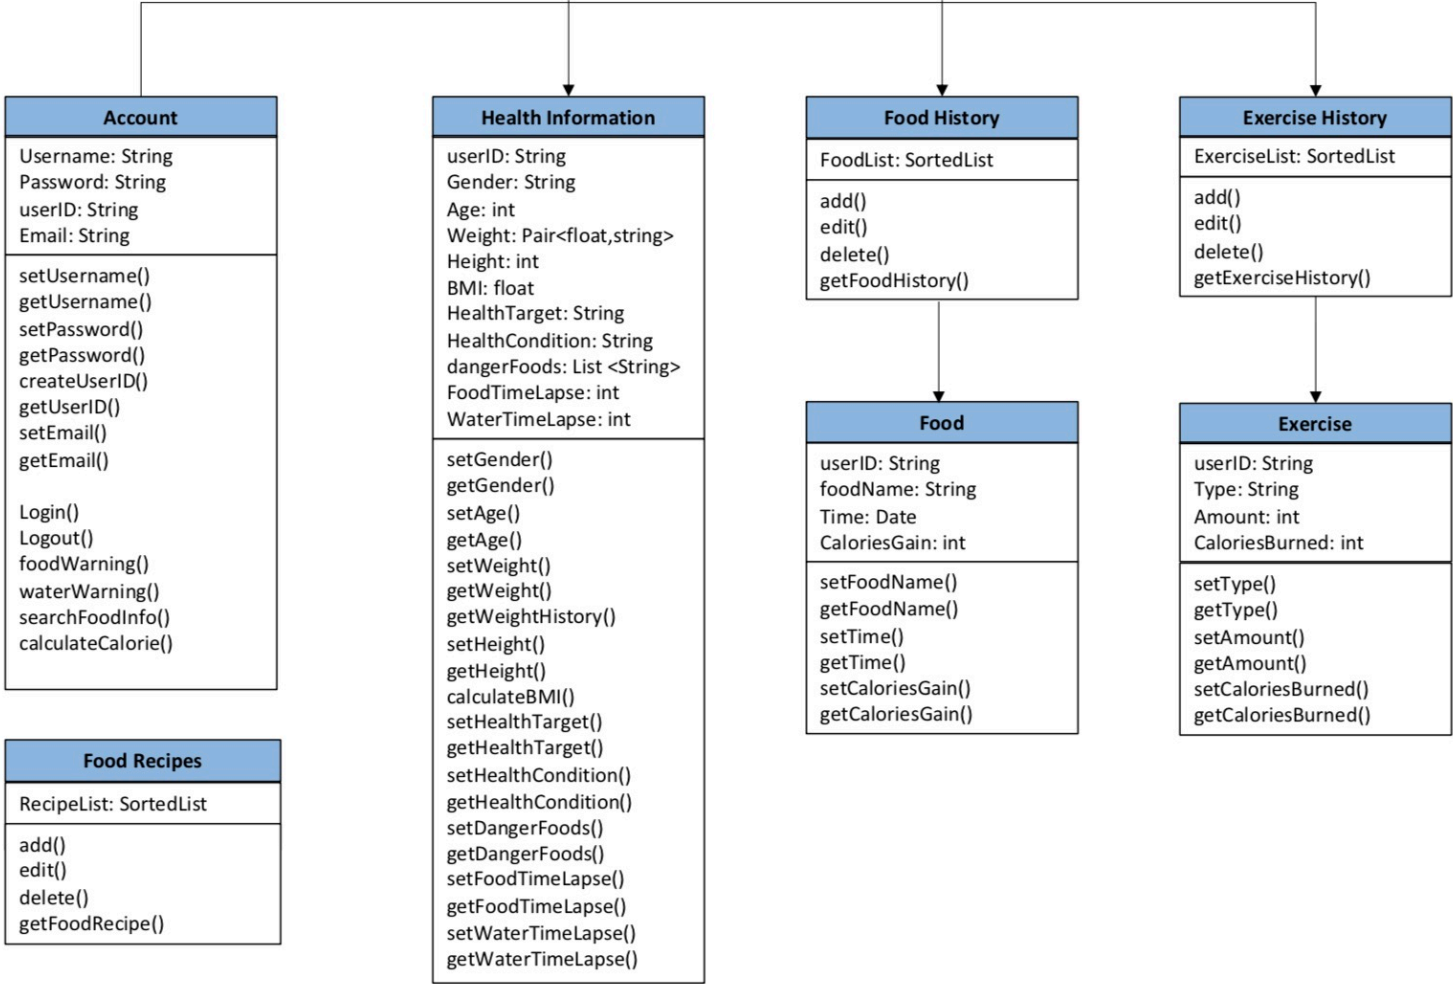 Account
Username: String
Password: String
userID: String
Email: String
setUsername()
getUsername()
setPassword()
getPassword()
createUserID()
getUserID()
setEmail()
getEmail()
Login()
Logout()
foodWarning()
waterWarning()
searchFoodInfo()
calculateCalorie()
Food Recipes
RecipeList: SortedList
add()
edit()
delete()
getFoodRecipe()
Health Information
userID: String
Gender: String
Age: int
Weight: Pair<float,string>
Height: int
BMI: float
HealthTarget: String
HealthCondition: String
dangerFoods: List <String>
FoodTimeLapse: int
WaterTimeLapse: int
setGender()
getGender()
setAge()
getAge()
setWeight()
getWeight()
getWeightHistory()
setHeight()
getHeight()
calculateBMI()
setHealthTarget()
getHealthTarget()
setHealthCondition()
getHealthCondition()
setDangerFoods()
getDangerFoods()
setFoodTimeLapse()
getFoodTimeLapse()
setWaterTimeLapse()
getWaterTimeLapse()
Food History
FoodList: SortedList
add()
edit()
delete()
getFoodHistory()
Food
userID: String
foodName: String
Time: Date
CaloriesGain: int
setFoodName()
getFoodName()
setTime()
getTime()
setCaloriesGain()
getCaloriesGain()
Exercise History
ExerciseList: SortedList
add()
edit()
delete()
getExerciseHistory()
Exercise
userID: String
Type: String
Amount: int
CaloriesBurned: int
setType()
getType()
setAmount()
getAmount()
setCaloriesBurned()
getCaloriesBurned()